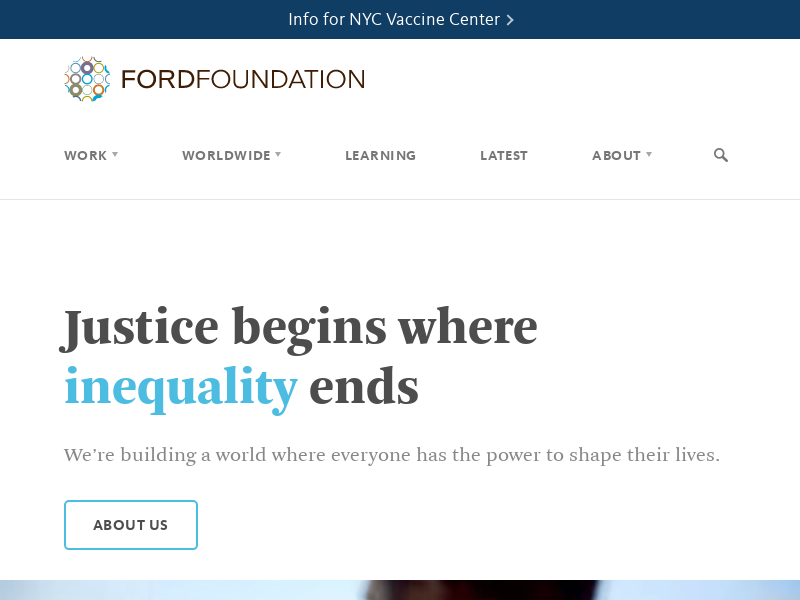 Info for NYC Vaccine Center
FORDFOUNDATION
WORK WORLDWIDE LEARNING LATEST ABOUT
Justice begins where
inequality ends
We’re building a world where everyone has the power to shape their lives.
ABOUT US